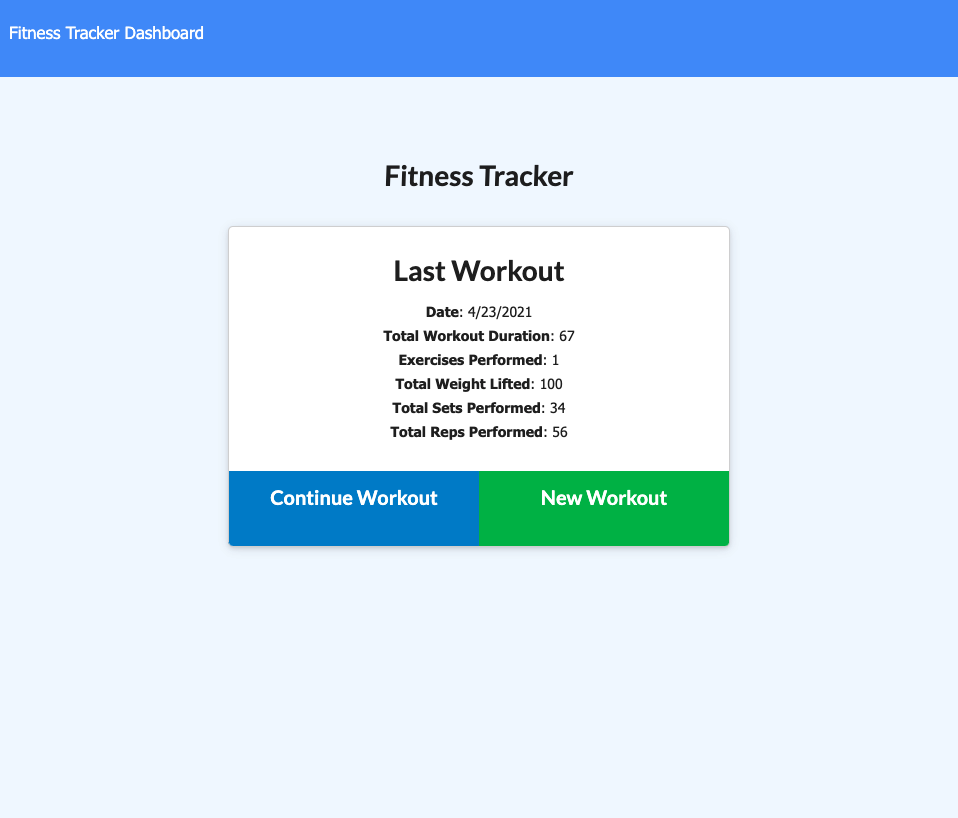 Fitness Tracker Dashboard
Fitness Tracker
Last Workout
Date: 4/23/2021
Total Workout Duration: 67
Exercises Performed: 1
Total Weight Lifted: 100
Total Sets Performed: 34
Total Reps Performed: 56
Continue Workout
New Workout